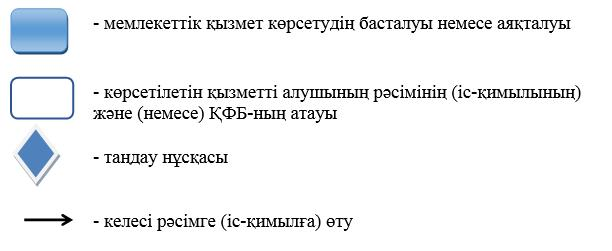 - мемлекеттік қызмет көрсетудің басталуы немесе аяқталуы
- көрсетілетін қызметті алушының рәсімінің (іс-қимылының)
және (немесе) ҚФБ-ның атауы
- таңдау нұсқасы
- келесі рәсімге (іс-қимылға) өту